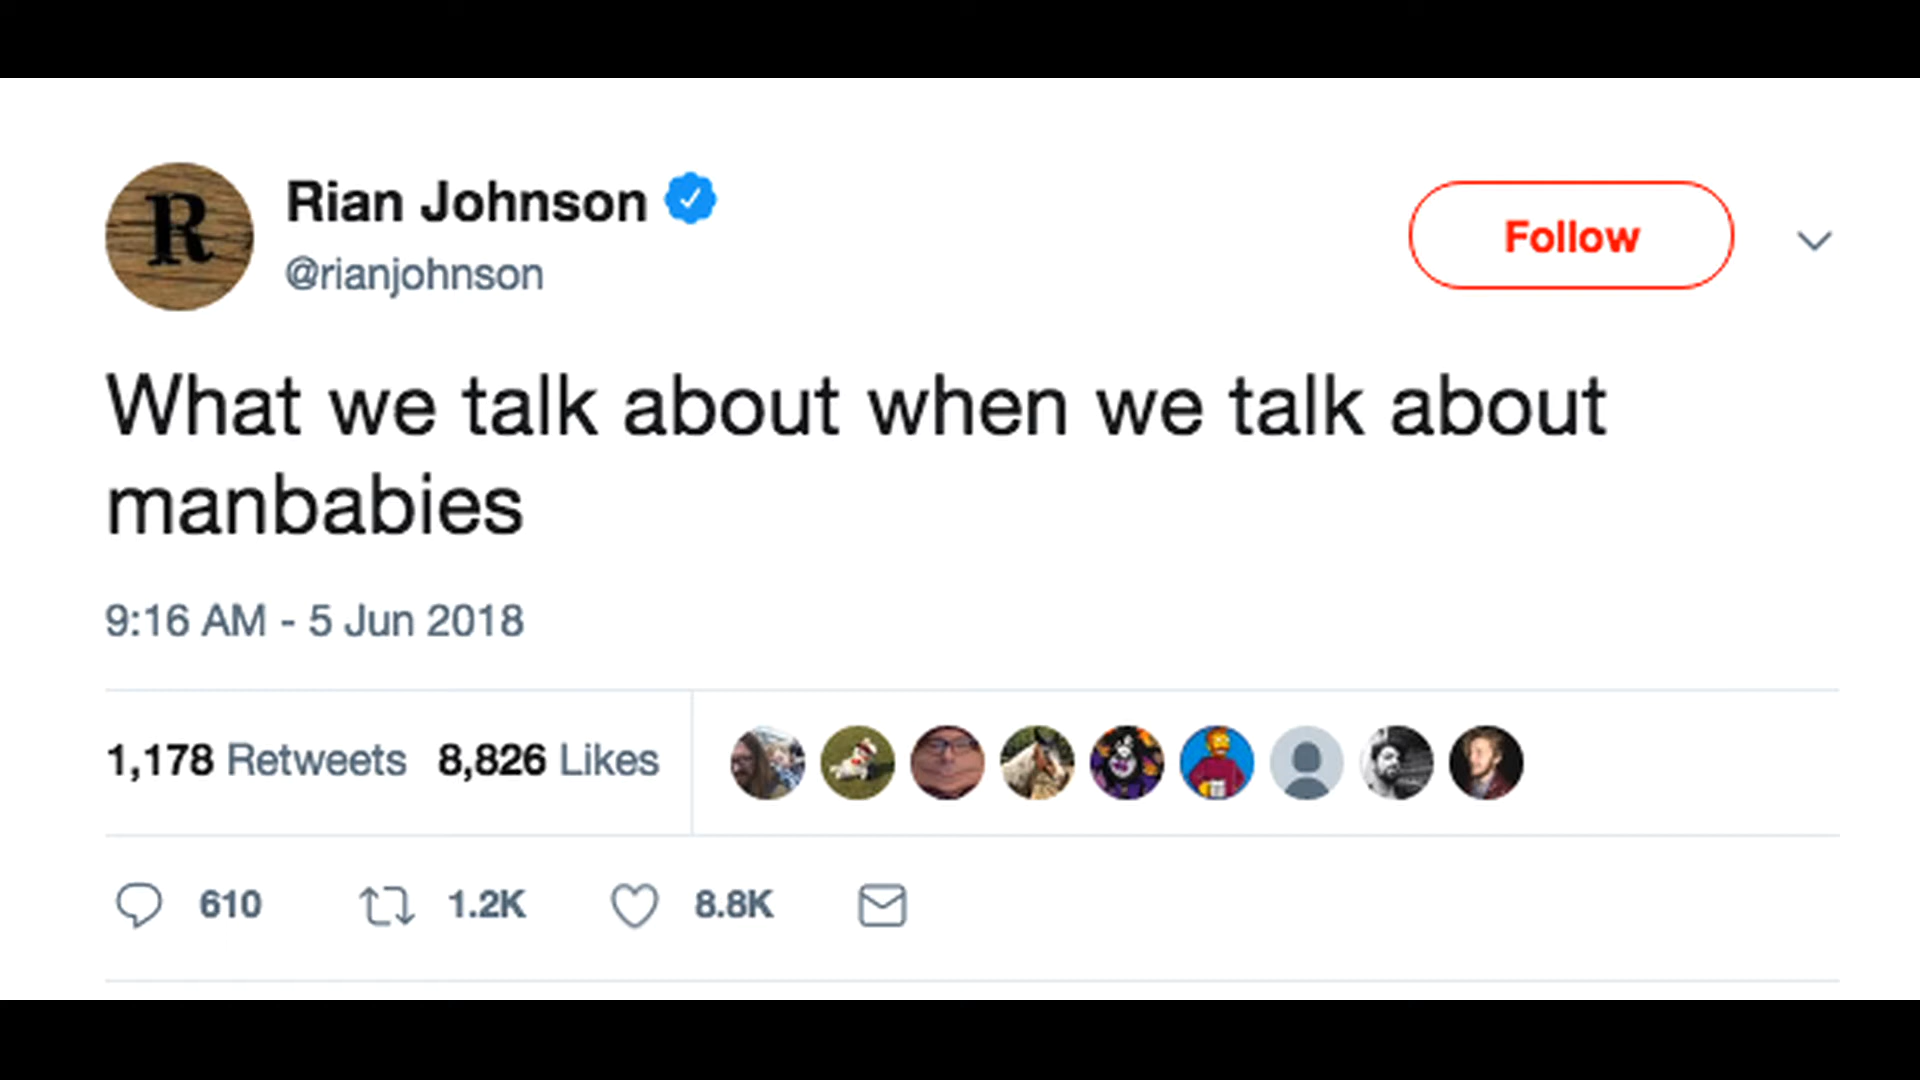 R
Rian Johnson
@rianjohnson
Follow
What we talk about when we talk about
manbabies
9:16 AM - 5 Jun 2018
1,178 Retweets 8,826 Likes
610 1.2K 8.8K